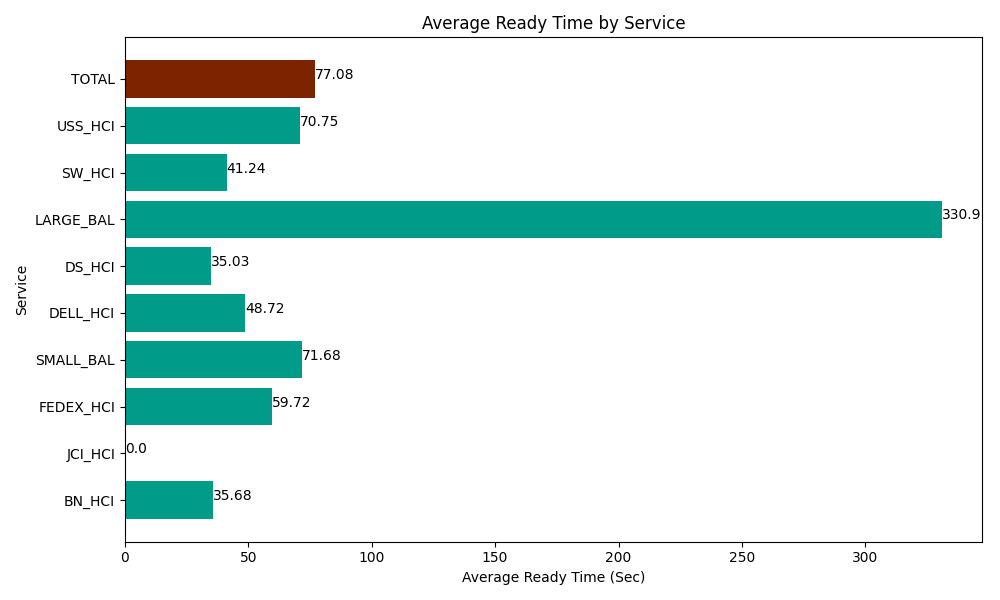 Average Ready Time by Service
TOTAL
77.08
USS_HCI
70.75
SW_HCI
41.24
LARGE_BAL
330.9
DS_HCI
35.03
DELL_HCI
48.72
SMALL_BAL
71.68
FEDEX_HCI
59.72
JCI_HCI
0.0
BN_HCI
35.68
Service
0 50 100 150 200 250 300
Average Ready Time (Sec)